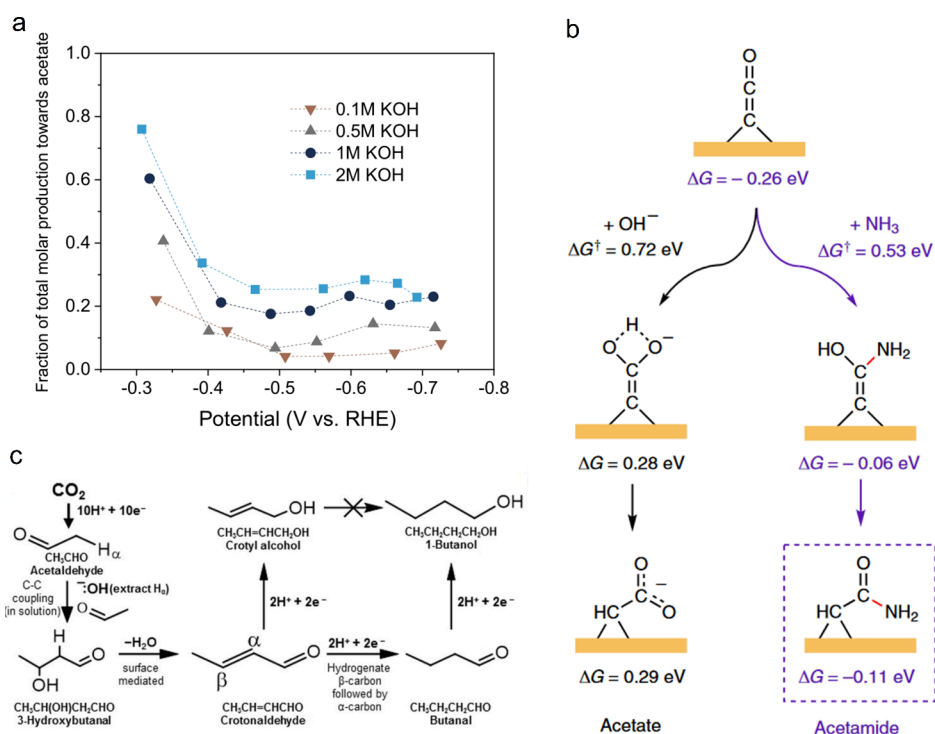 a
Fraction of total molar production towards acetate
1.0
0.8
0.6
0.4
0.2
0.0
0.1M KOH
0.5M KOH
1M KOH
2M KOH
-0.3
-0.4
-0.5
-0.6
-0.7
-0.8
Potential (V vs. RHE)
b
O
C
C
ΔG = – 0.26 eV
+ OH⁻
ΔG† = 0.72 eV
+ NH₃
ΔG† = 0.53 eV
H
O O⁻
C
C
ΔG = 0.28 eV
HO NH₂
C
C
ΔG = – 0.06 eV
O
C
HC O
–
ΔG = 0.29 eV
Acetate
O
C
HC NH₂
ΔG = –0.11 eV
Acetamide
c
CO₂
10H⁺ + 10e⁻
O
Hα
CH₃CHO
Acetaldehyde
C-C
coupling
(in solution)
⁻:OH (extract Hα)
O
H
O
OH
CH₃CH(OH)CH₂CHO
3-Hydroxybutanal
–H₂O
surface
mediated
OH
CH₃CH=CHCH₂OH
Crotyl alcohol
2H⁺ + 2e⁻
α
O
β
CH₃CH=CHCHO
Crotonaldehyde
2H⁺ + 2e⁻
Hydrogenate
β-carbon
followed by
α-carbon
OH
CH₃CH₂CH₂CH₂OH
1-Butanol
2H⁺ + 2e⁻
O
CH₃CH₂CH₂CHO
Butanal